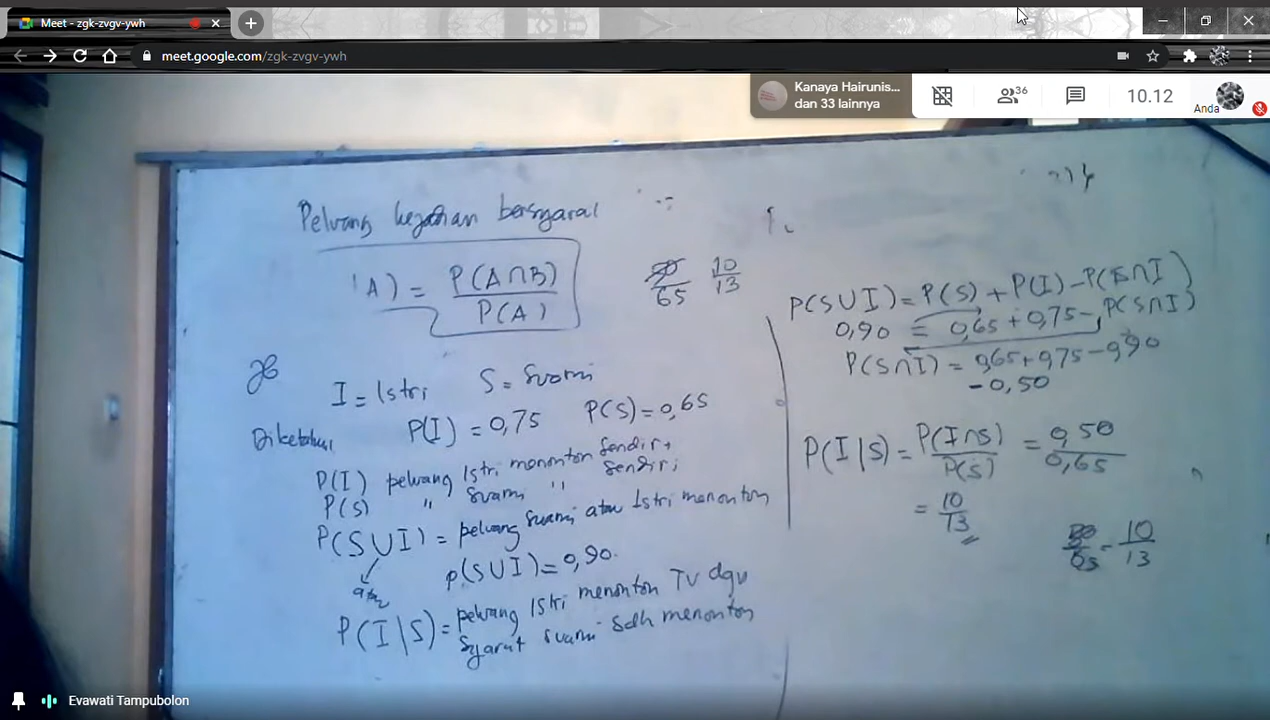 Meet - zgk-zvgv-ywh
meet.google.com/zgk-zvgv-ywh
Kanaya Hairunis...
dan 33 lainnya
36
10.12
Anda
Peluang kejadian bersyarat
A) = P(A∩B)
P(A)
50/65 10/13
I = Istri S = Suami
Diketahui P(I) = 0,75 P(S) = 0,65
P(I) peluang Istri menonton sendiri
P(S) " Suami " sendiri
P(S∪I) = peluang suami atau Istri menonton
atau
P(S∪I) = 0,90.
P(I|S) = peluang Istri menonton TV dgn
syarat suami sdh menonton
P(S∪I) = P(S) + P(I) - P(S∩I)
0,90 = 0,65 + 0,75 - P(S∩I)
P(S∩I) = 0,65 + 0,75 - 0,90
- 0,50
P(I|S) = P(I∩S)/P(S) = 0,50/0,65
= 10/13
= 10/13
Evawati Tampubolon